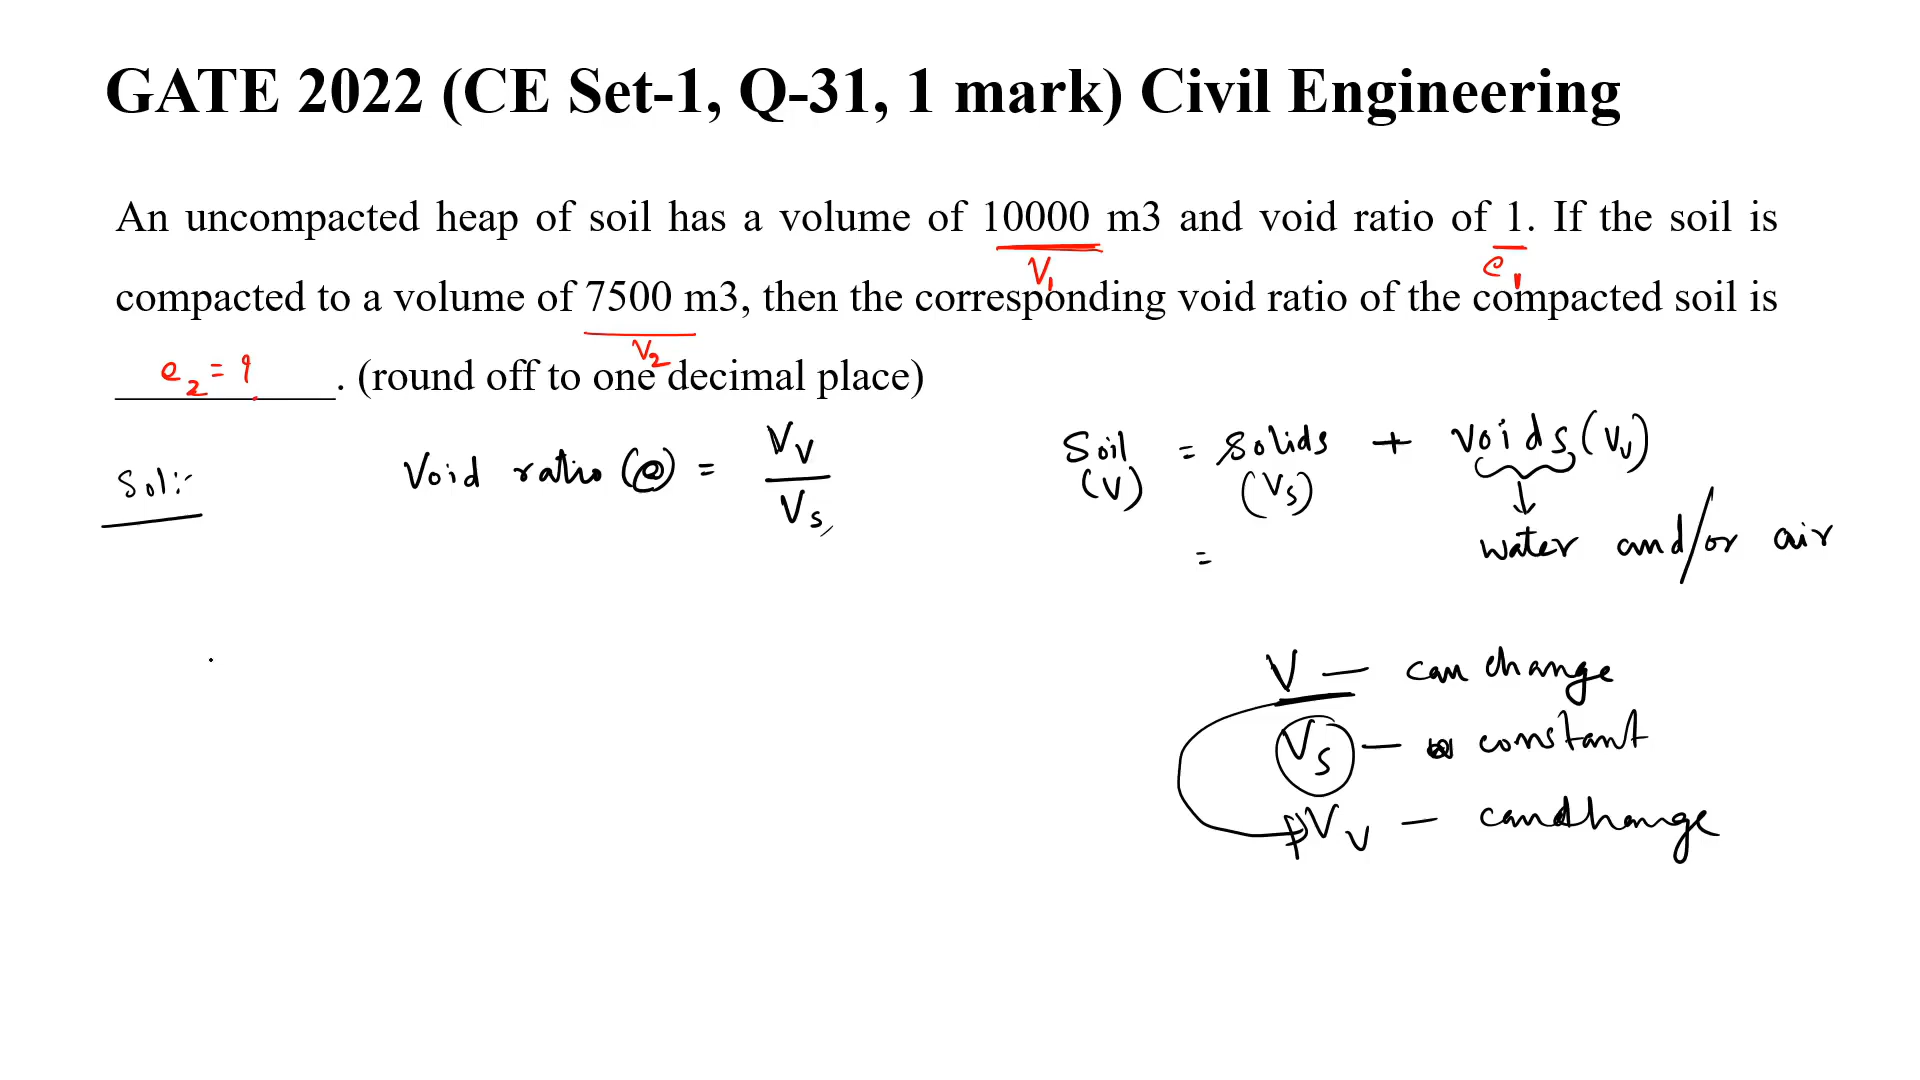 GATE 2022 (CE Set-1, Q-31, 1 mark) Civil Engineering
An uncompacted heap of soil has a volume of 10000 m3 and void ratio of 1. If the soil is
V1 e1
compacted to a volume of 7500 m3, then the corresponding void ratio of the compacted soil is
V2
e2 = ? ___________. (round off to one decimal place)
Sol:-
Void ratio (e) = Vv / Vs
Soil = Solids + Voids (Vv)
(V) (Vs)
= water and/or air
V — can change
Vs — constant
Vv — can change